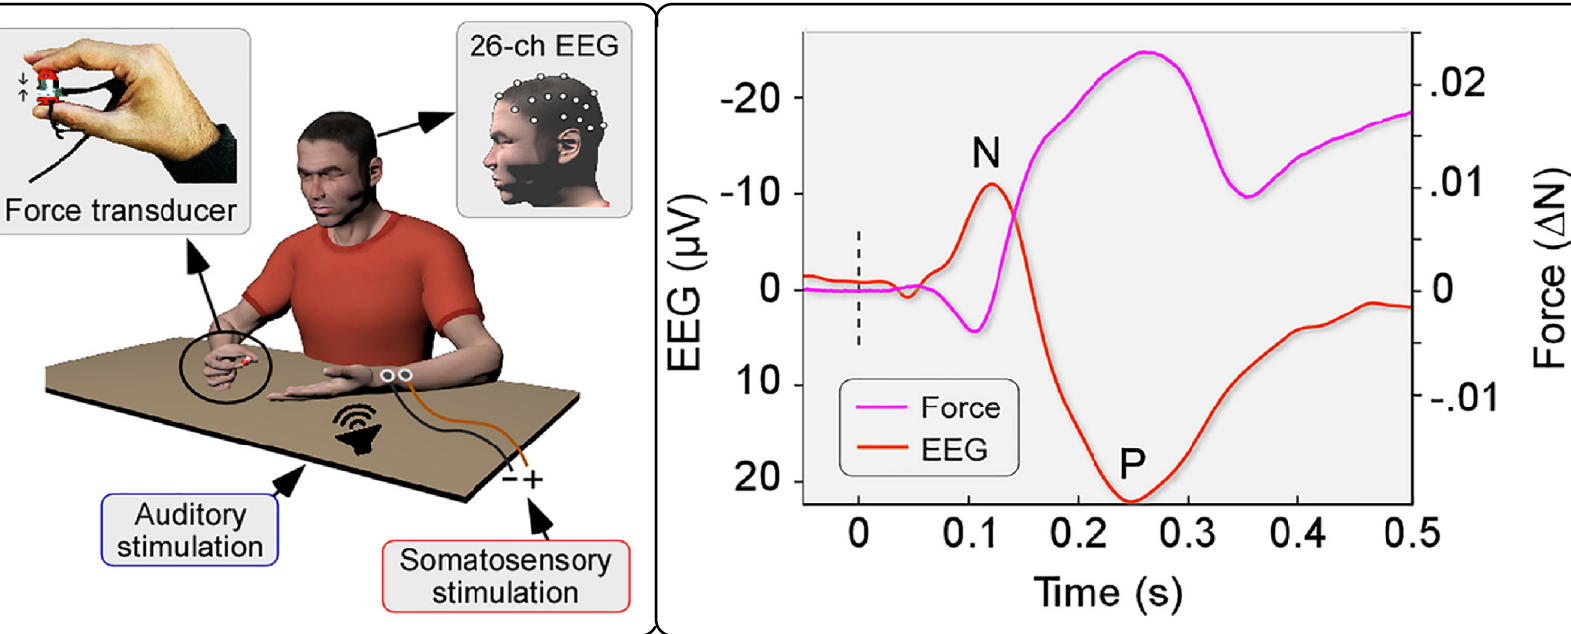 26-ch EEG
Force transducer
Auditory
stimulation
-
+
Somatosensory
stimulation
EEG (µV)
-20
-10
0
10
20
N
P
Force
EEG
.02
.01
0
-.01
Force (ΔN)
0
0.1
0.2
0.3
0.4
0.5
Time (s)